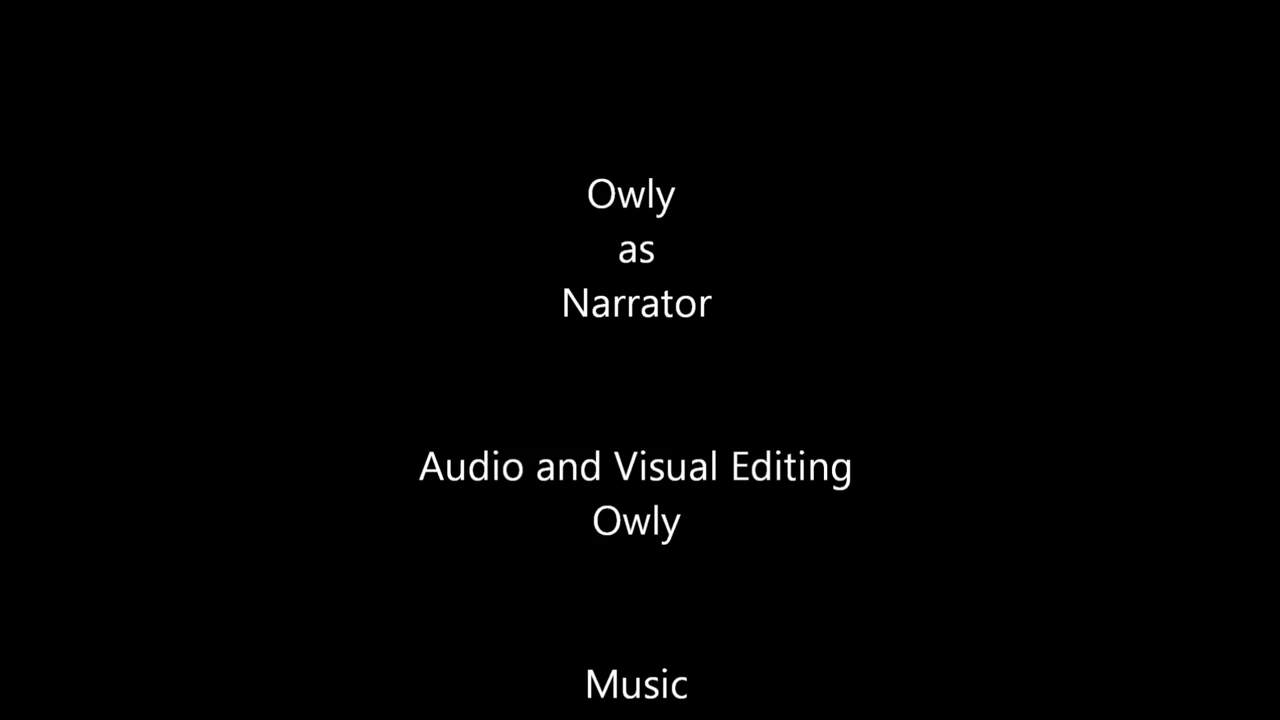 Owly
as
Narrator
Audio and Visual Editing
Owly
Music